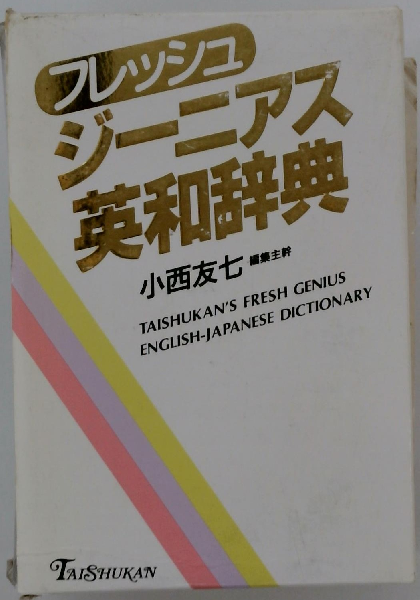 フレッシュ
ジーニアス
英和辞典
小西友七 編集主幹
TAISHUKAN'S FRESH GENIUS
ENGLISH-JAPANESE DICTIONARY
TAISHUKAN